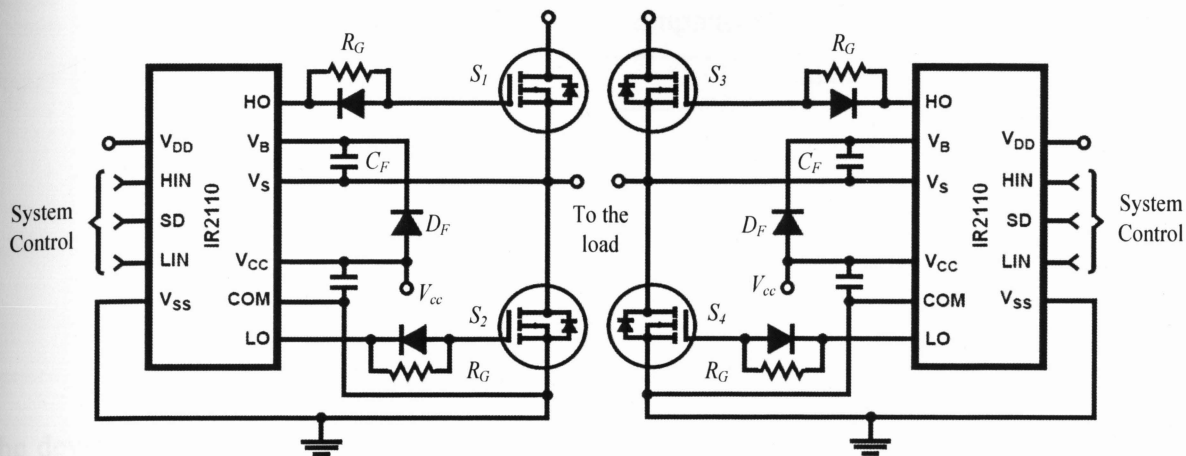 R_G
S_1
HO
V_DD
V_B
C_F
HIN
V_S
System
Control
SD
IR2110
D_F
LIN
V_CC
V_cc
V_SS
COM
S_2
LO
R_G
To the
load
R_G
S_3
HO
V_B
V_DD
C_F
V_S
HIN
SD
IR2110
System
Control
D_F
LIN
V_CC
V_cc
COM
V_SS
S_4
LO
R_G